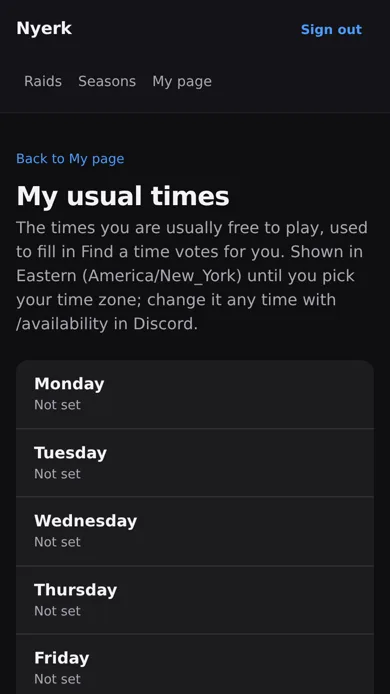 Nyerk
Sign out
Raids
Seasons
My page
Back to My page
My usual times
The times you are usually free to play, used
to fill in Find a time votes for you. Shown in
Eastern (America/New_York) until you pick
your time zone; change it any time with
/availability in Discord.
Monday
Not set
Tuesday
Not set
Wednesday
Not set
Thursday
Not set
Friday
Not set